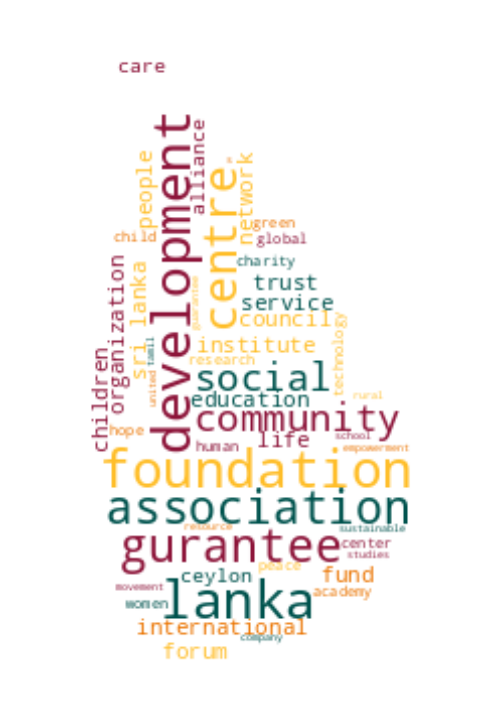 care
development
alliance
people
centre
network
green
child
global
charity
children
organization
sri lanka
trust
service
guarantee
council
technology
tamil
united
institute
research
social
education
rural
community
hope
human
life
school
empowerment
foundation
association
resource
sustainable
gurantee
center
studies
peace
ceylon
fund
movement
lanka
academy
women
international
company
forum